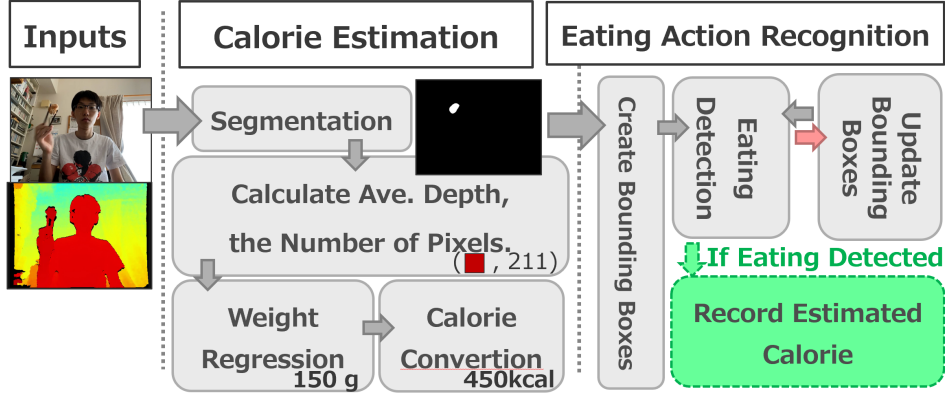 Inputs
Calorie Estimation
Eating Action Recognition
Segmentation
Calculate Ave. Depth,
the Number of Pixels.
( , 211)
Weight
Regression
150 g
Calorie
Convertion
450kcal
Create Bounding Boxes
Eating
Detection
Update
Bounding
Boxes
If Eating Detected
Record Estimated
Calorie